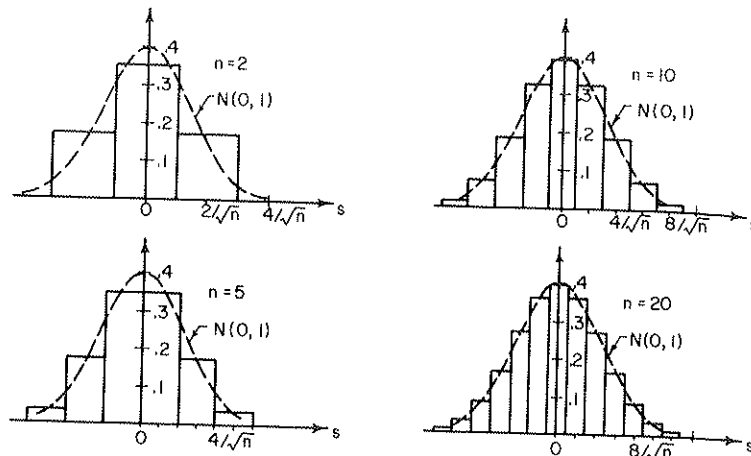 .4
n=2
.3
N(0, 1)
.2
.1
0
2/√n
4/√n
s
.4
n=10
.3
N(0, 1)
.2
.1
0
4/√n
8/√n
s
.4
n=5
.3
N(0, 1)
.2
.1
0
4/√n
s
.4
n=20
.3
N(0, 1)
.2
.1
0
8/√n
s